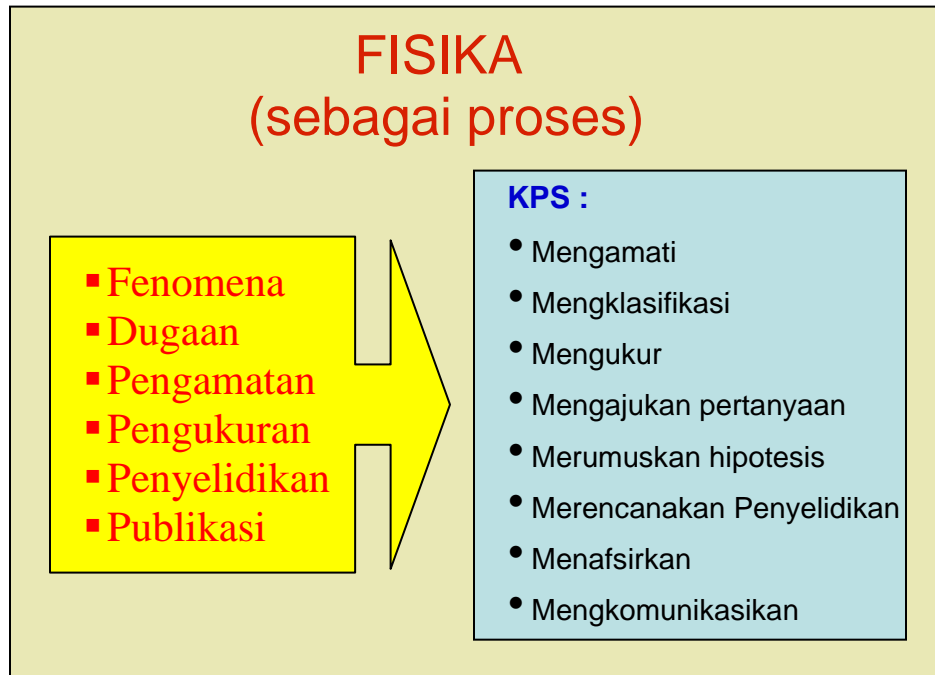 FISIKA
(sebagai proses)
▪Fenomena
▪Dugaan
▪Pengamatan
▪Pengukuran
▪Penyelidikan
▪Publikasi
KPS :
• Mengamati
• Mengklasifikasi
• Mengukur
• Mengajukan pertanyaan
• Merumuskan hipotesis
• Merencanakan Penyelidikan
• Menafsirkan
• Mengkomunikasikan